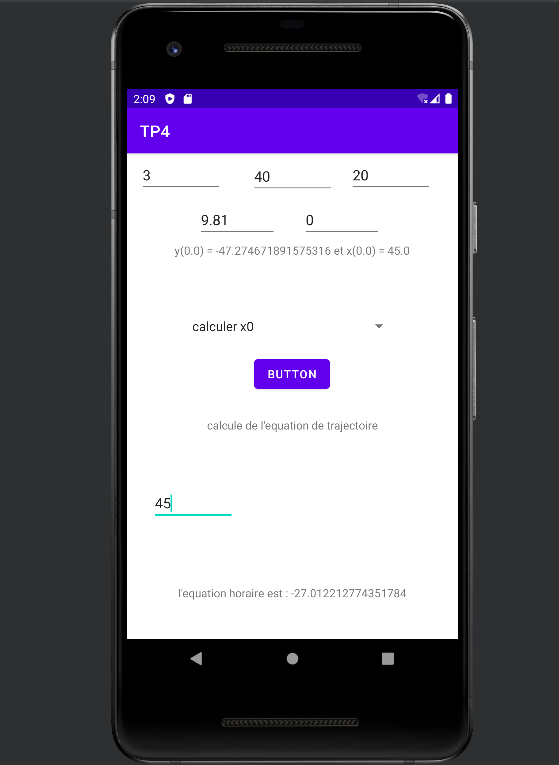 2:09
TP4
3 40 20
9.81 0
y(0.0) = -47.274671891575316 et x(0.0) = 45.0
calculer x0
BUTTON
calcule de l'equation de trajectoire
45
l'equation horaire est : -27.012212774351784